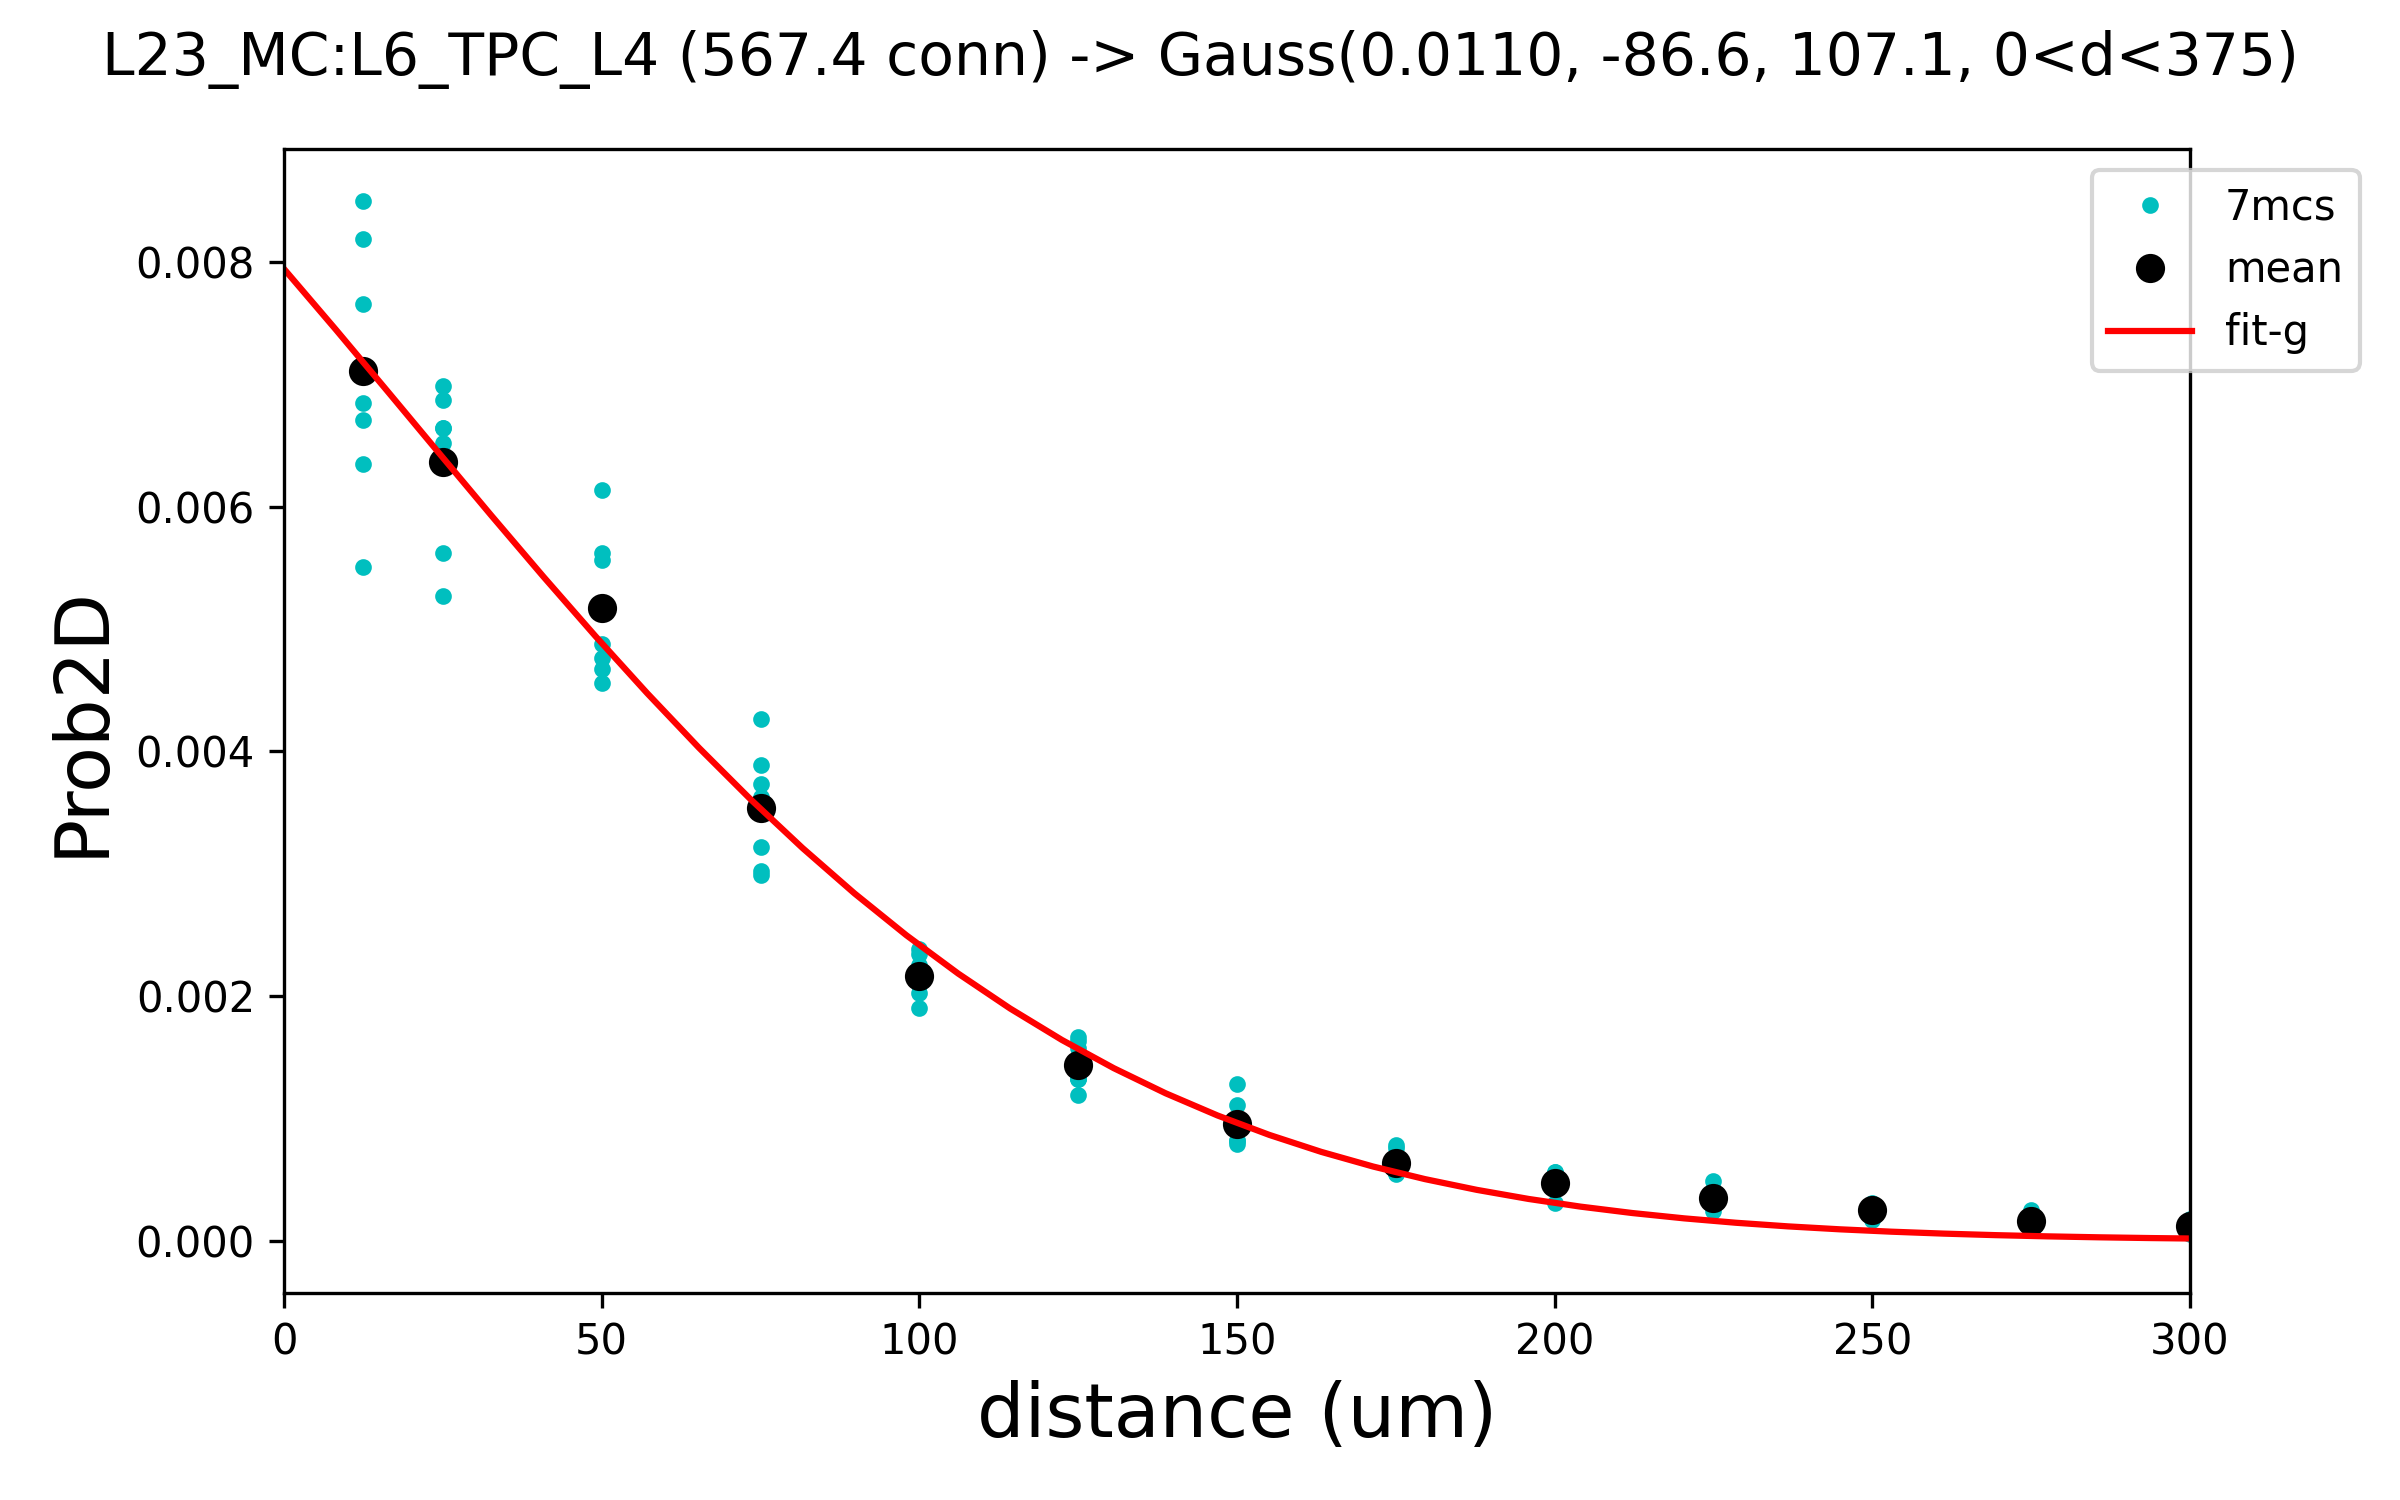 L23_MC:L6_TPC_L4 (567.4 conn) -> Gauss(0.0110, -86.6, 107.1, 0<d<375)
7mcs
mean
fit-g
Prob2D
0.008
0.006
0.004
0.002
0.000
0 50 100 150 200 250 300
distance (um)